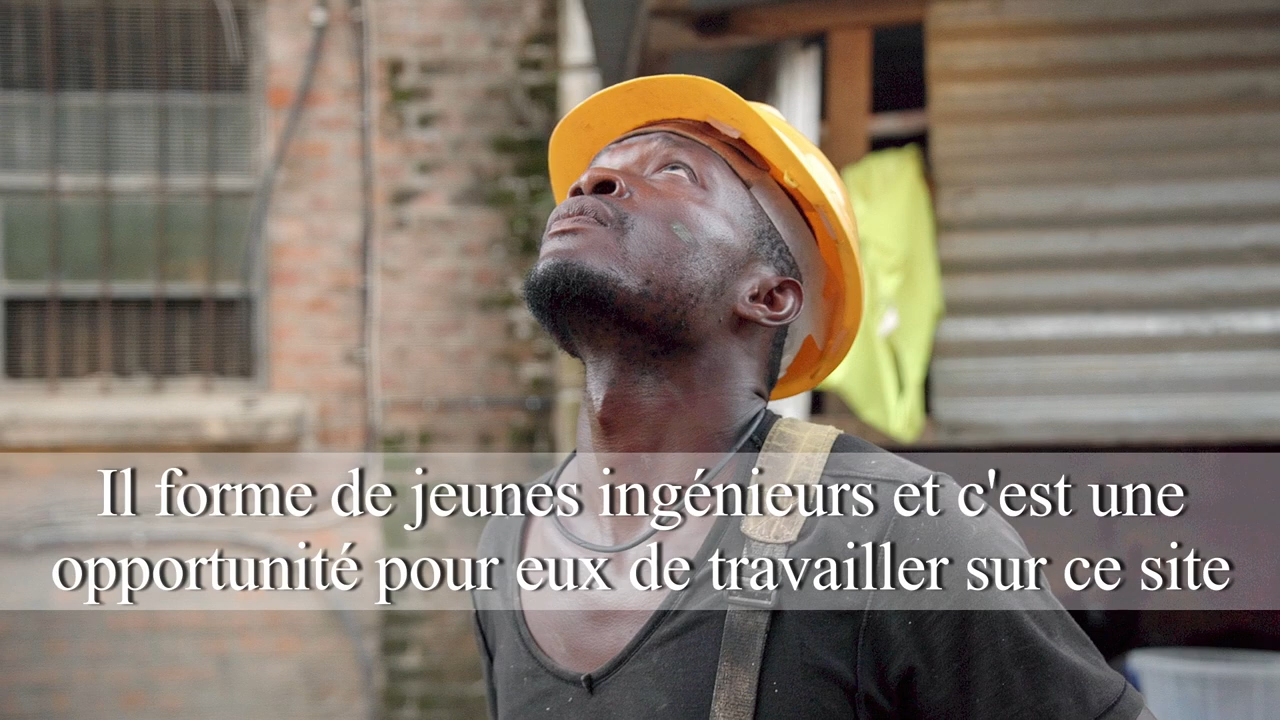 Il forme de jeunes ingénieurs et c'est une
opportunité pour eux de travailler sur ce site